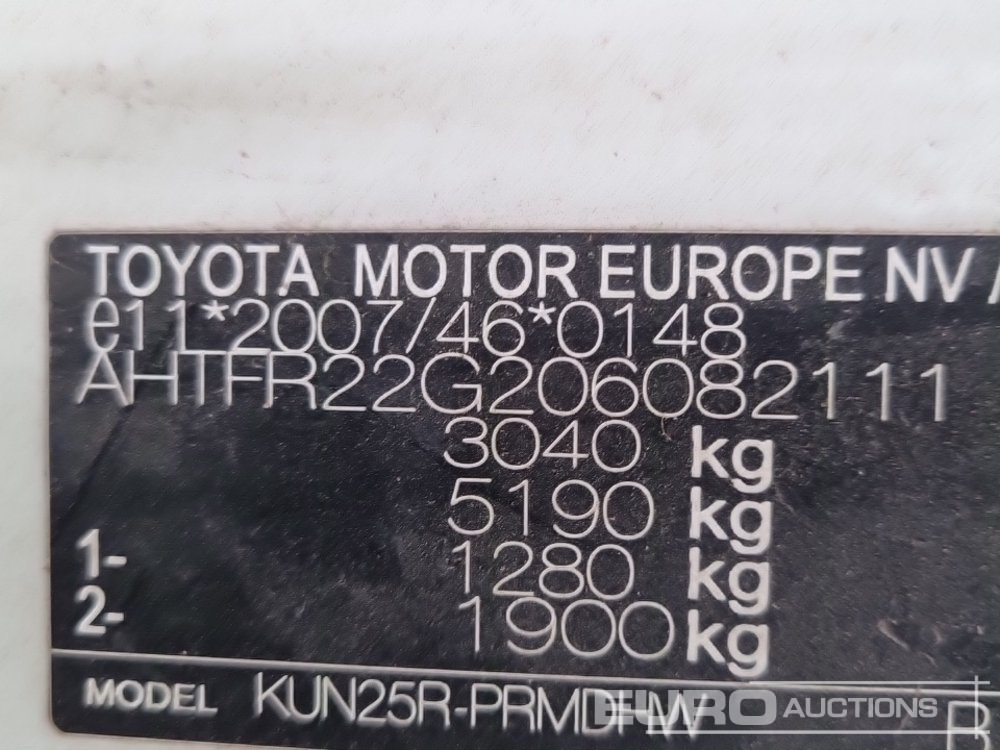 TOYOTA MOTOR EUROPE NV /
e11*2007/46*0148
AHTFR22G206082111
3040 kg
5190 kg
1- 1280 kg
2- 1900 kg
MODEL KUN25R-PRMDHW
EURO AUCTIONS
R